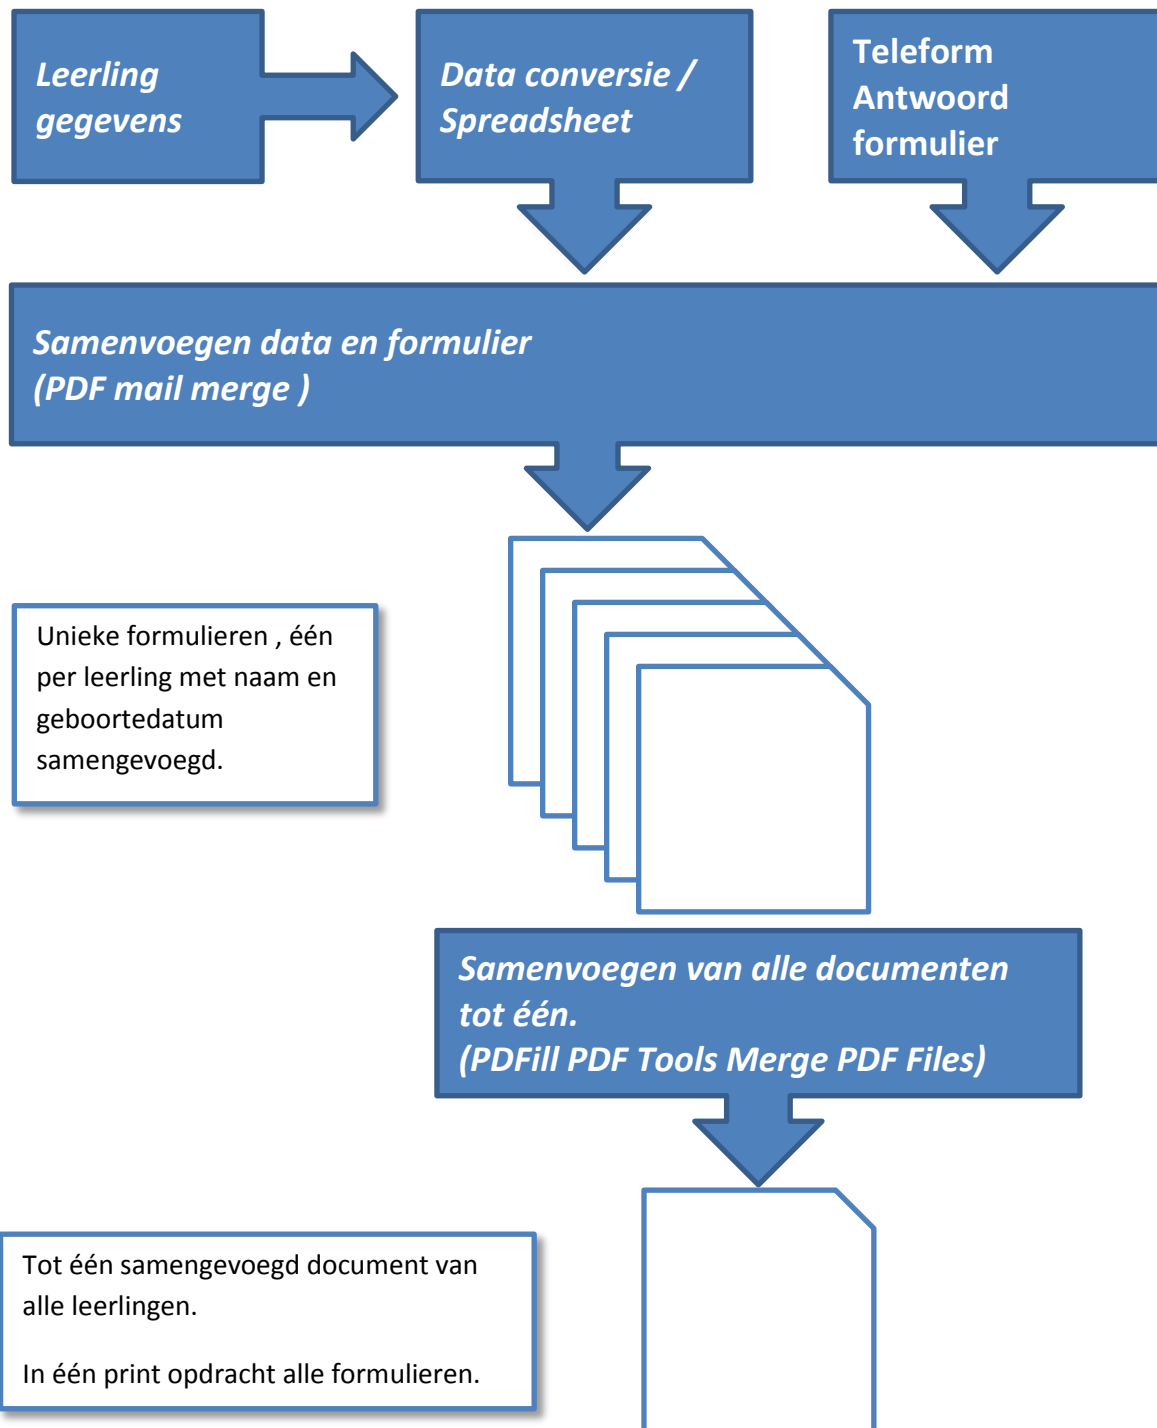 Leerling
gegevens
Data conversie /
Spreadsheet
Teleform
Antwoord
formulier
Samenvoegen data en formulier
(PDF mail merge )
Unieke formulieren , één
per leerling met naam en
geboortedatum
samengevoegd.
Samenvoegen van alle documenten
tot één.
(PDFill PDF Tools Merge PDF Files)
Tot één samengevoegd document van
alle leerlingen.
In één print opdracht alle formulieren.